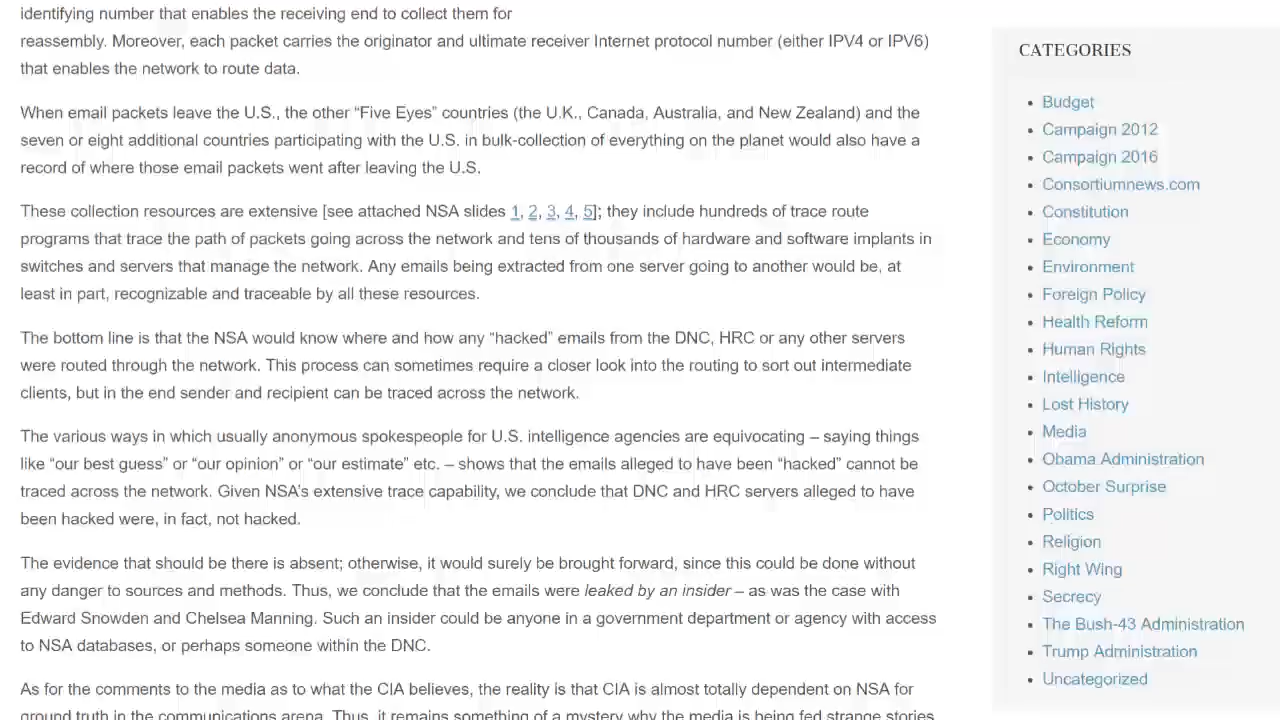 identifying number that enables the receiving end to collect them for
reassembly. Moreover, each packet carries the originator and ultimate receiver Internet protocol number (either IPV4 or IPV6)
that enables the network to route data.
When email packets leave the U.S., the other “Five Eyes” countries (the U.K., Canada, Australia, and New Zealand) and the
seven or eight additional countries participating with the U.S. in bulk-collection of everything on the planet would also have a
record of where those email packets went after leaving the U.S.
These collection resources are extensive [see attached NSA slides 1, 2, 3, 4, 5]; they include hundreds of trace route
programs that trace the path of packets going across the network and tens of thousands of hardware and software implants in
switches and servers that manage the network. Any emails being extracted from one server going to another would be, at
least in part, recognizable and traceable by all these resources.
The bottom line is that the NSA would know where and how any “hacked” emails from the DNC, HRC or any other servers
were routed through the network. This process can sometimes require a closer look into the routing to sort out intermediate
clients, but in the end sender and recipient can be traced across the network.
The various ways in which usually anonymous spokespeople for U.S. intelligence agencies are equivocating – saying things
like “our best guess” or “our opinion” or “our estimate” etc. – shows that the emails alleged to have been “hacked” cannot be
traced across the network. Given NSA’s extensive trace capability, we conclude that DNC and HRC servers alleged to have
been hacked were, in fact, not hacked.
The evidence that should be there is absent; otherwise, it would surely be brought forward, since this could be done without
any danger to sources and methods. Thus, we conclude that the emails were leaked by an insider – as was the case with
Edward Snowden and Chelsea Manning. Such an insider could be anyone in a government department or agency with access
to NSA databases, or perhaps someone within the DNC.
As for the comments to the media as to what the CIA believes, the reality is that CIA is almost totally dependent on NSA for
ground truth in the communications arena. Thus, it remains something of a mystery why the media is being fed strange stories
CATEGORIES
Budget
Campaign 2012
Campaign 2016
Consortiumnews.com
Constitution
Economy
Environment
Foreign Policy
Health Reform
Human Rights
Intelligence
Lost History
Media
Obama Administration
October Surprise
Politics
Religion
Right Wing
Secrecy
The Bush-43 Administration
Trump Administration
Uncategorized